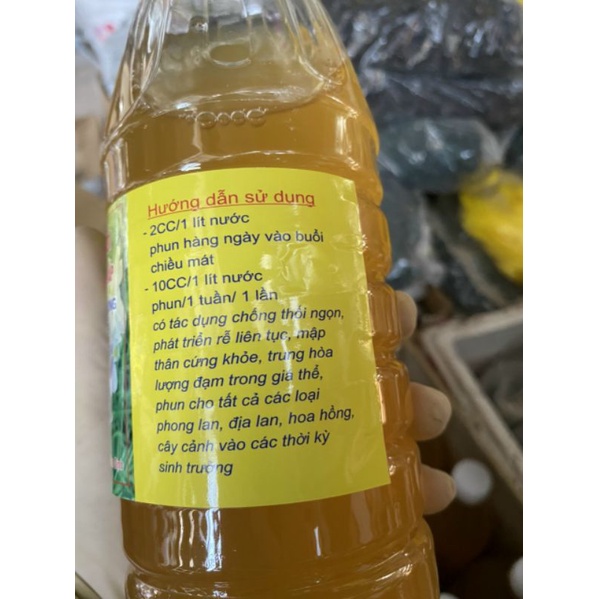 Hướng dẫn sử dụng
- 2CC/1 lít nước
phun hàng ngày vào buổi
chiều mát
- 10CC/1 lít nước
phun/1 tuần/ 1 lần
có tác dụng chống thối ngọn,
phát triển rễ liên tục, mập
thân cứng khỏe, trung hòa
lượng đạm trong giá thể,
phun cho tất cả các loại
phong lan, địa lan, hoa hồng,
cây cảnh vào các thời kỳ
sinh trưởng